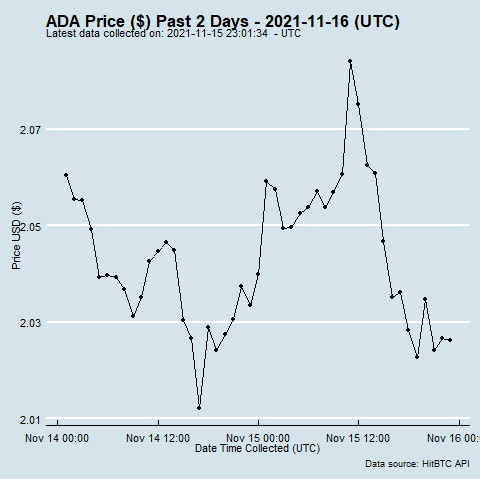 ADA Price ($) Past 2 Days - 2021-11-16 (UTC)
Latest data collected on: 2021-11-15 23:01:34 - UTC
2.07
2.05
2.03
2.01
Price USD ($)
Nov 14 00:00 Nov 14 12:00 Nov 15 00:00 Nov 15 12:00 Nov 16 00:
Date Time Collected (UTC)
Data source: HitBTC API